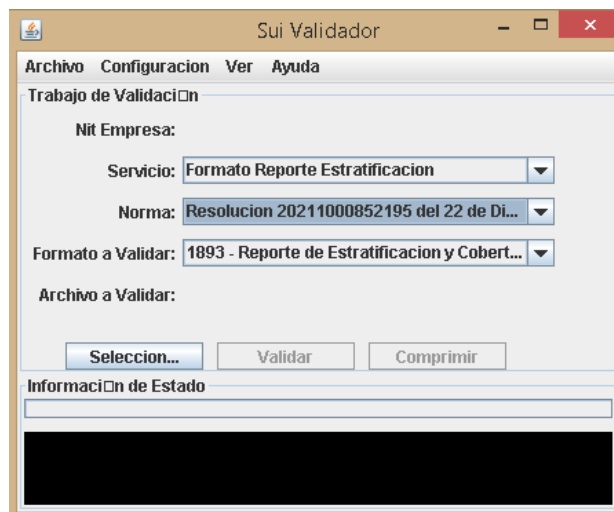 Sui Validador
Archivo Configuracion Ver Ayuda
Trabajo de Validaci□n
Nit Empresa:
Servicio: Formato Reporte Estratificacion
Norma: Resolucion 20211000852195 del 22 de Di...
Formato a Validar: 1893 - Reporte de Estratificacion y Cobert...
Archivo a Validar:
Seleccion... Validar Comprimir
Informaci□n de Estado